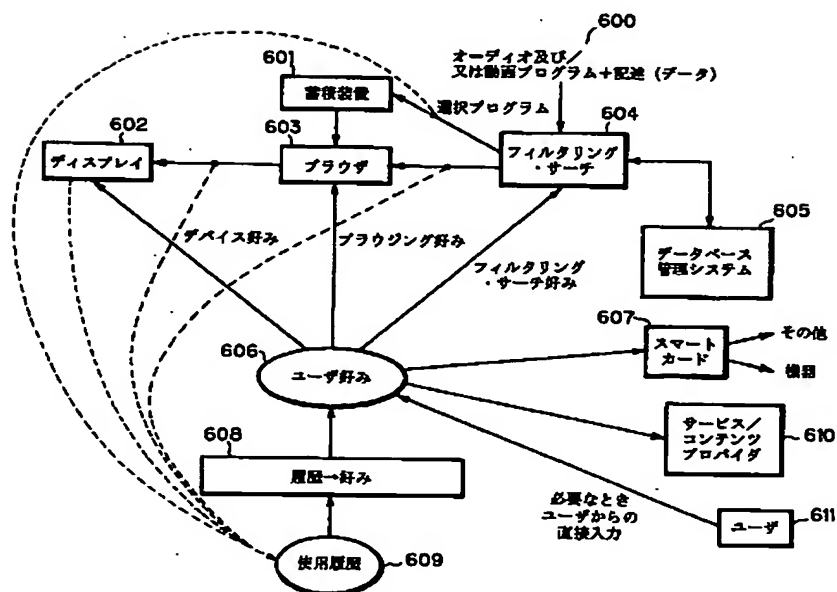 600
オーディオ及び/
又は動画プログラム+記述(データ)
601
蓄積装置
選択プログラム
602
603
604
ディスプレイ
ブラウザ
フィルタリング
・サーチ
605
データベース
管理システム
デバイス好み
ブラウジング好み
フィルタリング
・サーチ好み
607
スマート
カード
その他
機器
606
ユーザ好み
サービス/
コンテンツ
プロバイダ
610
608
履歴→好み
必要なとき
ユーザからの
直接入力
ユーザ
611
使用履歴
609